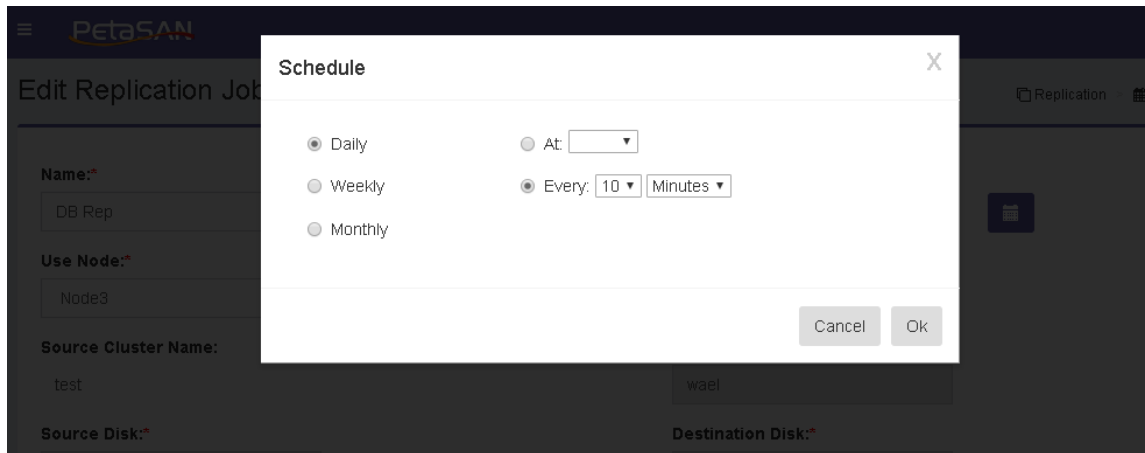 PetaSAN
Edit Replication Job
Replication
Schedule
X
Daily
At:
Weekly
Every: 10 Minutes
Monthly
Cancel
Ok
Name:*
DB Rep
Use Node:*
Node3
Source Cluster Name:
test
wael
Source Disk:*
Destination Disk:*